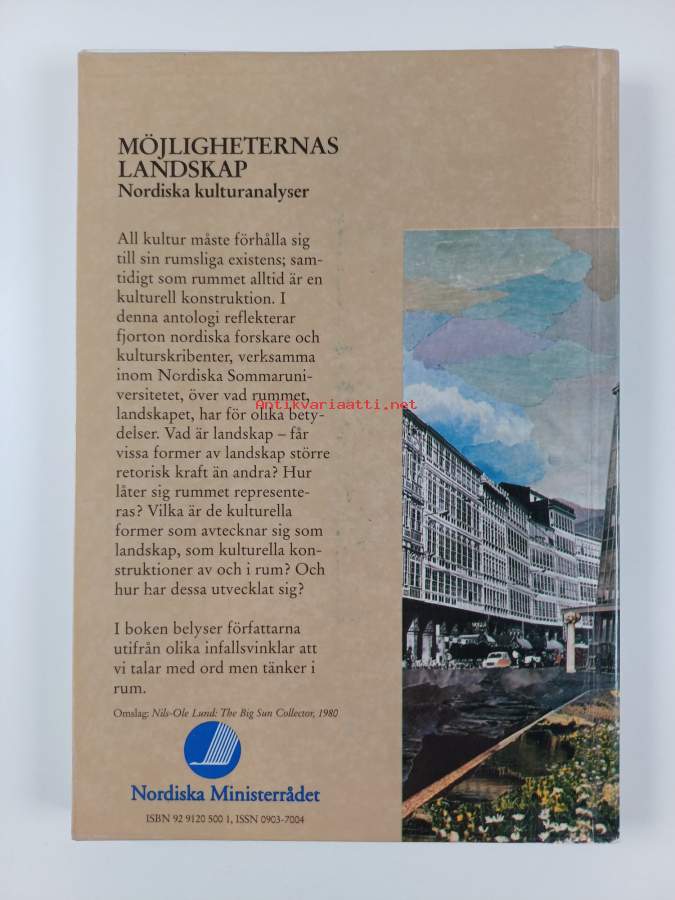 MÖJLIGHETERNAS
LANDSKAP
Nordiska kulturanalyser
All kultur måste förhålla sig
till sin rumsliga existens; sam-
tidigt som rummet alltid är en
kulturell konstruktion. I
denna antologi reflekterar
fjorton nordiska forskare och
kulturskribenter, verksamma
inom Nordiska Sommaruni-
versitetet, över vad rummet,
landskapet, har för olika bety-
delser. Vad är landskap – får
vissa former av landskap större
retorisk kraft än andra? Hur
låter sig rummet represente-
ras? Vilka är de kulturella
former som avtecknar sig som
landskap, som kulturella kon-
struktioner av och i rum? Och
hur har dessa utvecklat sig?
I boken belyser författarna
utifrån olika infallsvinklar att
vi talar med ord men tänker i
rum.
Omslag: Nils-Ole Lund: The Big Sun Collector, 1980
Nordiska Ministerrådet
ISBN 92 9120 500 1, ISSN 0903-7004
Antikvariaatti.net